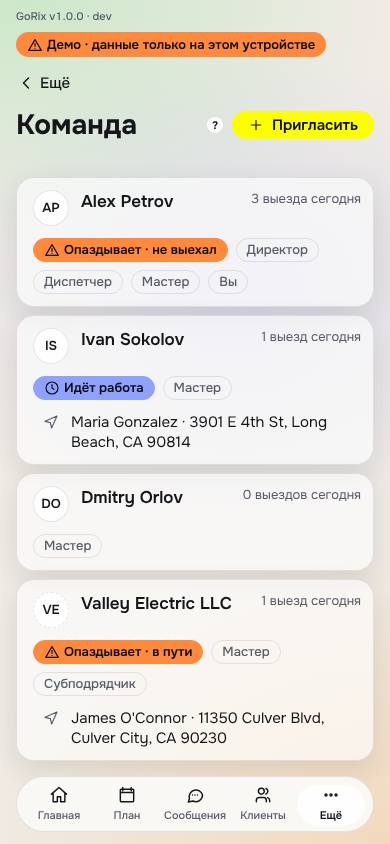 GoRix v1.0.0 · dev
Демо · данные только на этом устройстве
Ещё
Команда
?
+ Пригласить
AP
Alex Petrov
3 выезда сегодня
Опаздывает · не выехал
Директор
Диспетчер
Мастер
Вы
IS
Ivan Sokolov
1 выезд сегодня
Идёт работа
Мастер
Maria Gonzalez · 3901 E 4th St, Long
Beach, CA 90814
DO
Dmitry Orlov
0 выездов сегодня
Мастер
VE
Valley Electric LLC
1 выезд сегодня
Опаздывает · в пути
Мастер
Субподрядчик
James O'Connor · 11350 Culver Blvd,
Culver City, CA 90230
Главная
План
Сообщения
Клиенты
Ещё